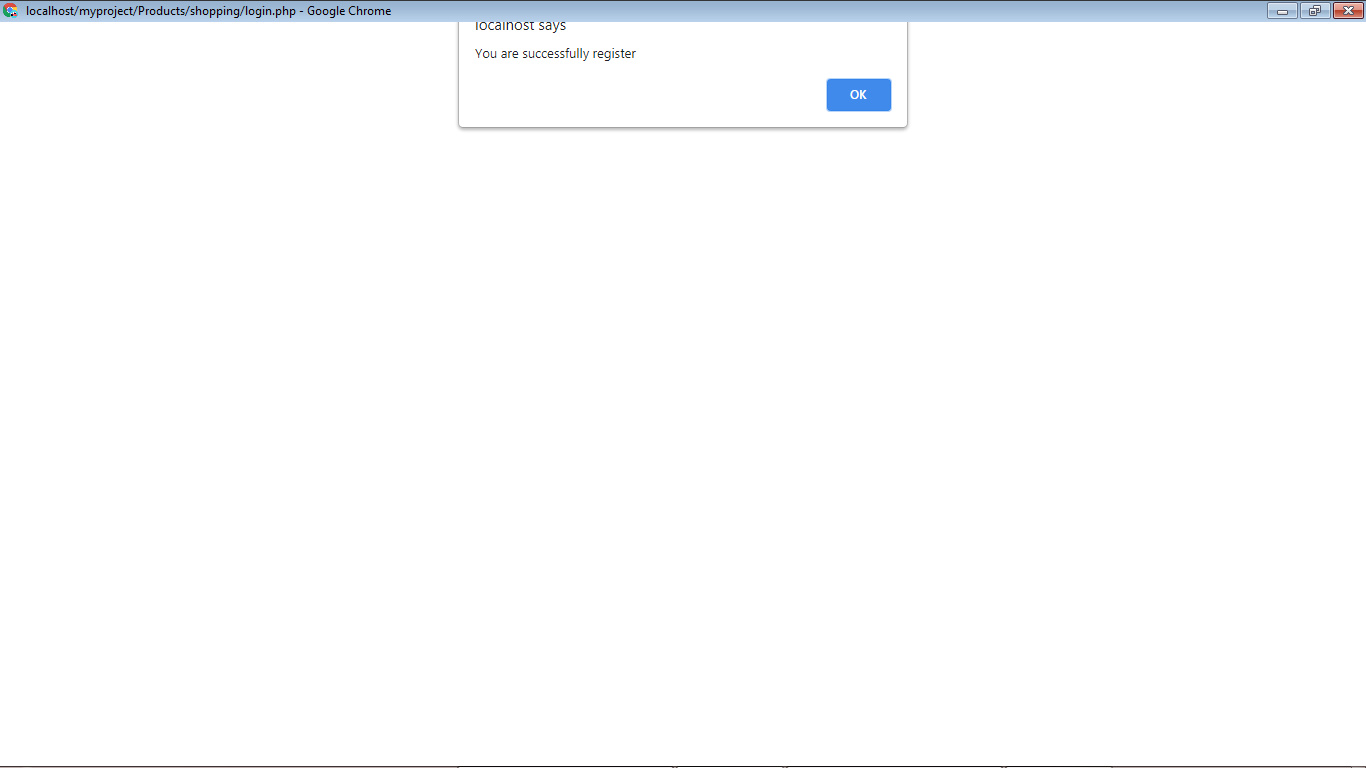 localhost/myproject/Products/shopping/login.php - Google Chrome
localhost says
You are successfully register
OK